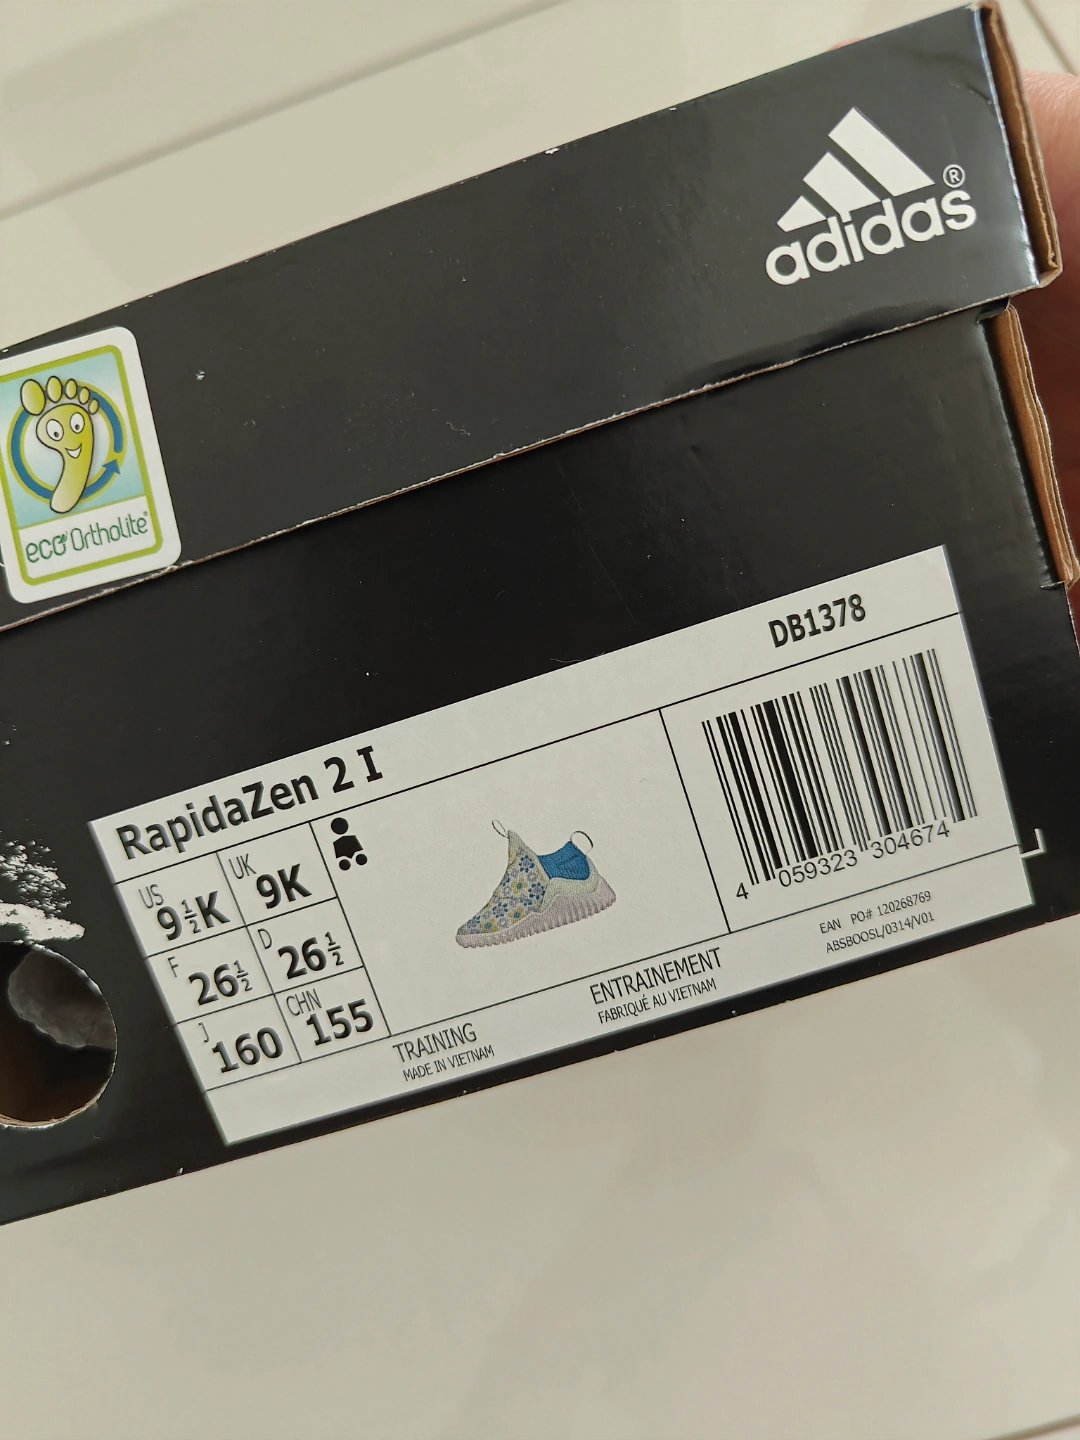 adidas®
eco Ortholite®
DB1378
RapidaZen 2 I
US 9½K
UK 9K
F 26½
D 26½
J 160
CHN 155
4 059323 304674
EAN PO# 120268769
ABSBOOSL/0314/V01
TRAINING
MADE IN VIETNAM
ENTRAINEMENT
FABRIQUÉ AU VIETNAM